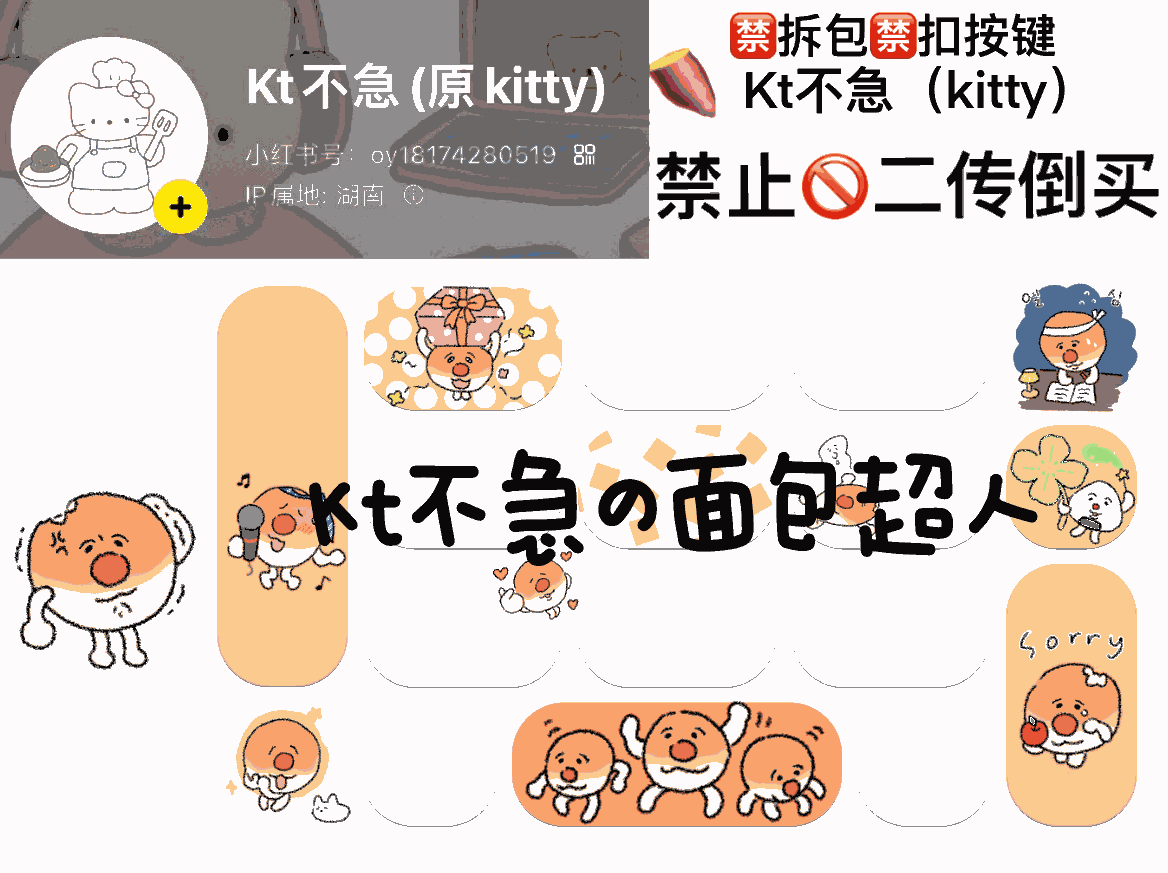 Kt不急 (原 kitty)
小红书号：oy18174280519
IP属地: 湖南
🈲拆包🈲扣按键
Kt不急（kitty）
禁止🚫二传倒买
Kt不急の面包超人
Sorry